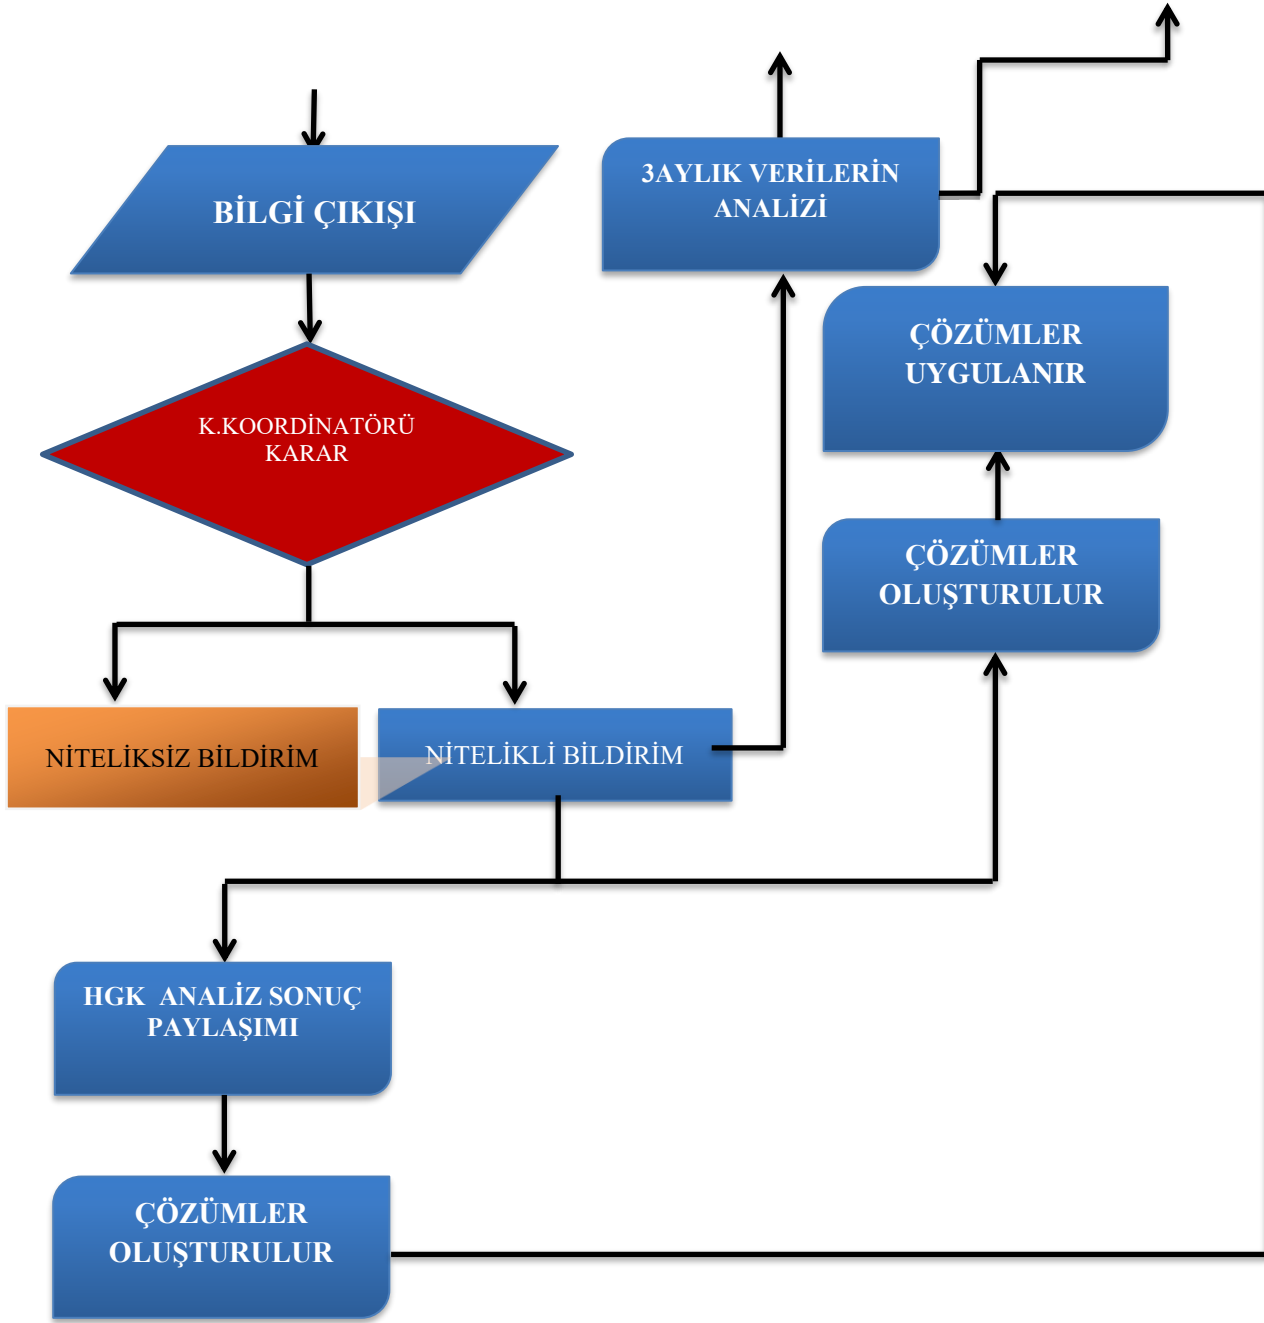 BİLGİ ÇIKIŞI
3AYLIK VERİLERİN
ANALİZİ
ÇÖZÜMLER
UYGULANIR
K.KOORDİNATÖRÜ
KARAR
ÇÖZÜMLER
OLUŞTURULUR
NİTELİKSİZ BİLDİRİM
NİTELİKLİ BİLDİRİM
HGK  ANALİZ SONUÇ
PAYLAŞIMI
ÇÖZÜMLER
OLUŞTURULUR